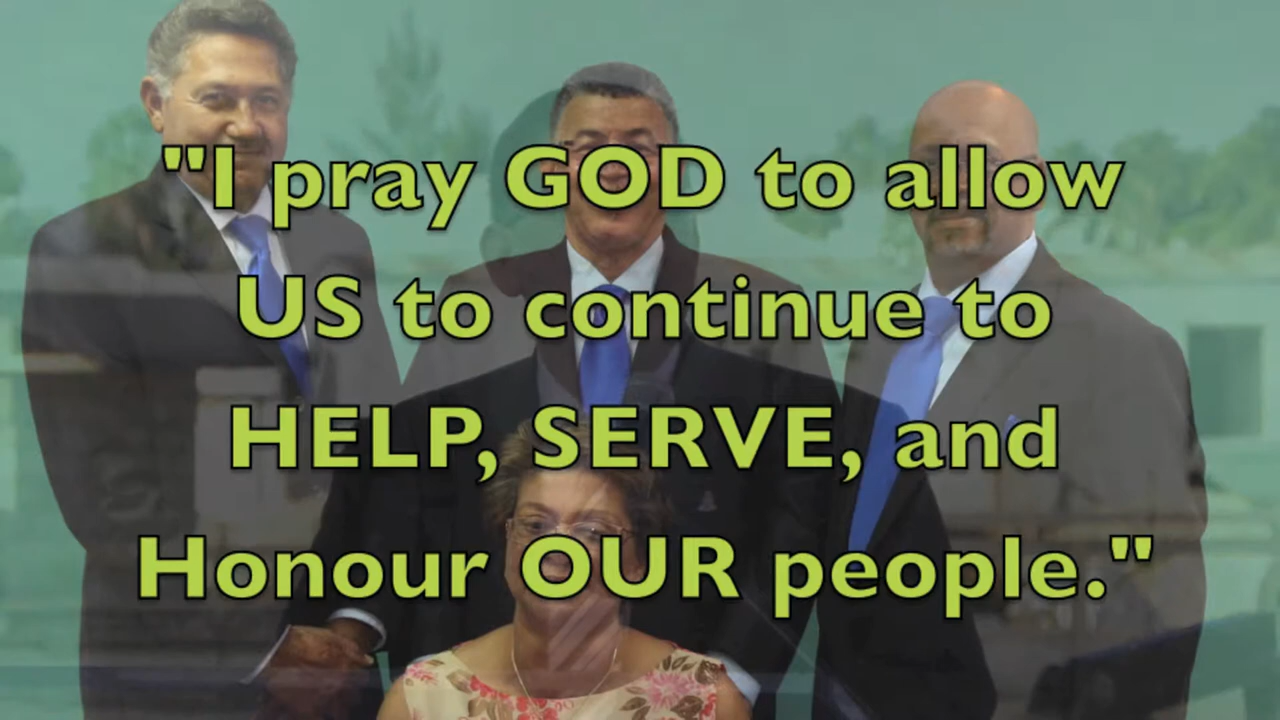 "I pray GOD to allow
US to continue to
HELP, SERVE, and
Honour OUR people."